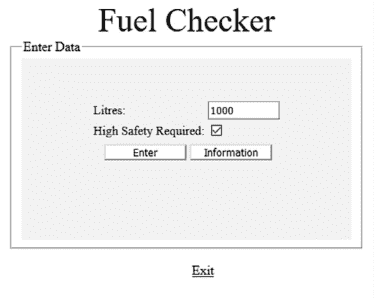 Fuel Checker
Enter Data
Litres: 1000
High Safety Required:
Enter Information
Exit